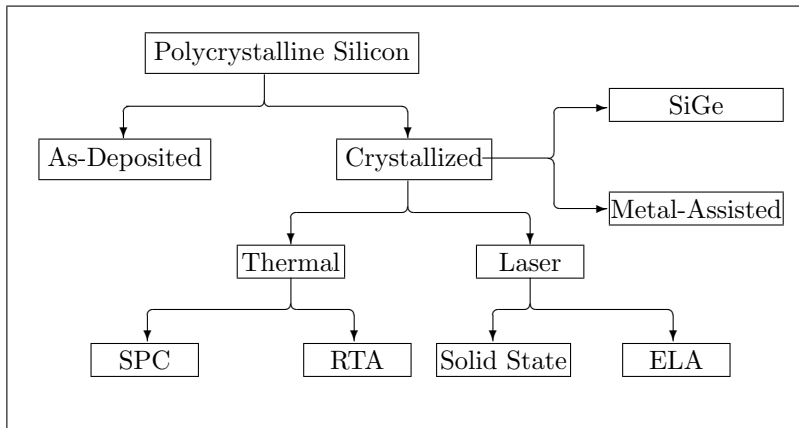 Polycrystalline Silicon
SiGe
As-Deposited
Crystallized
Metal-Assisted
Thermal
Laser
SPC
RTA
Solid State
ELA